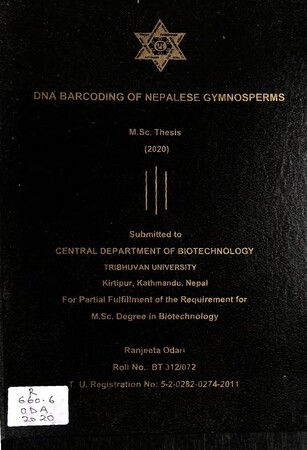 DNA BARCODING OF NEPALESE GYMNOSPERMS
M.Sc. Thesis
(2020)
Submitted to
CENTRAL DEPARTMENT OF BIOTECHNOLOGY
TRIBHUVAN UNIVERSITY
Kirtipur, Kathmandu, Nepal
For Partial Fulfillment of the Requirement for
M.Sc. Degree in Biotechnology
Ranjeeta Odari
Roll No. BT 312/072
T. U. Registration No: 5-2-0282-0274-2011
R
660.6
ODA
2020